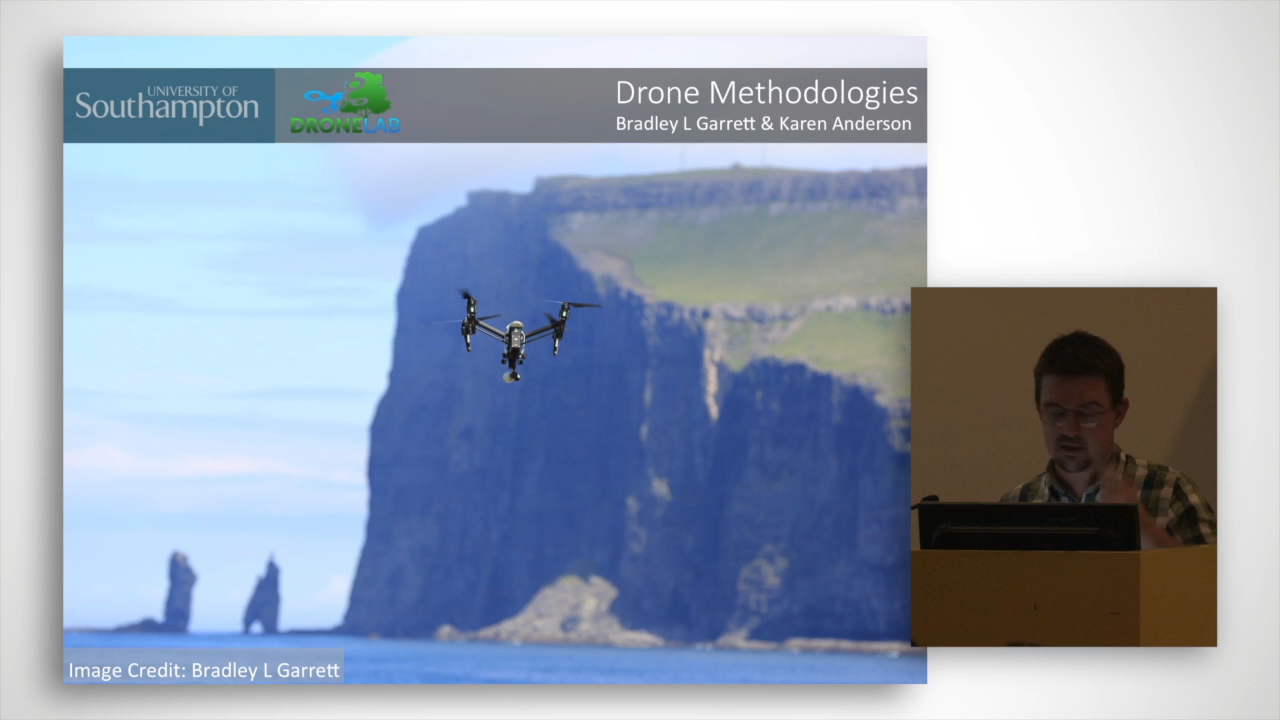 UNIVERSITY OF
Southampton
DRONELAB
Drone Methodologies
Bradley L Garrett & Karen Anderson
Image Credit: Bradley L Garrett